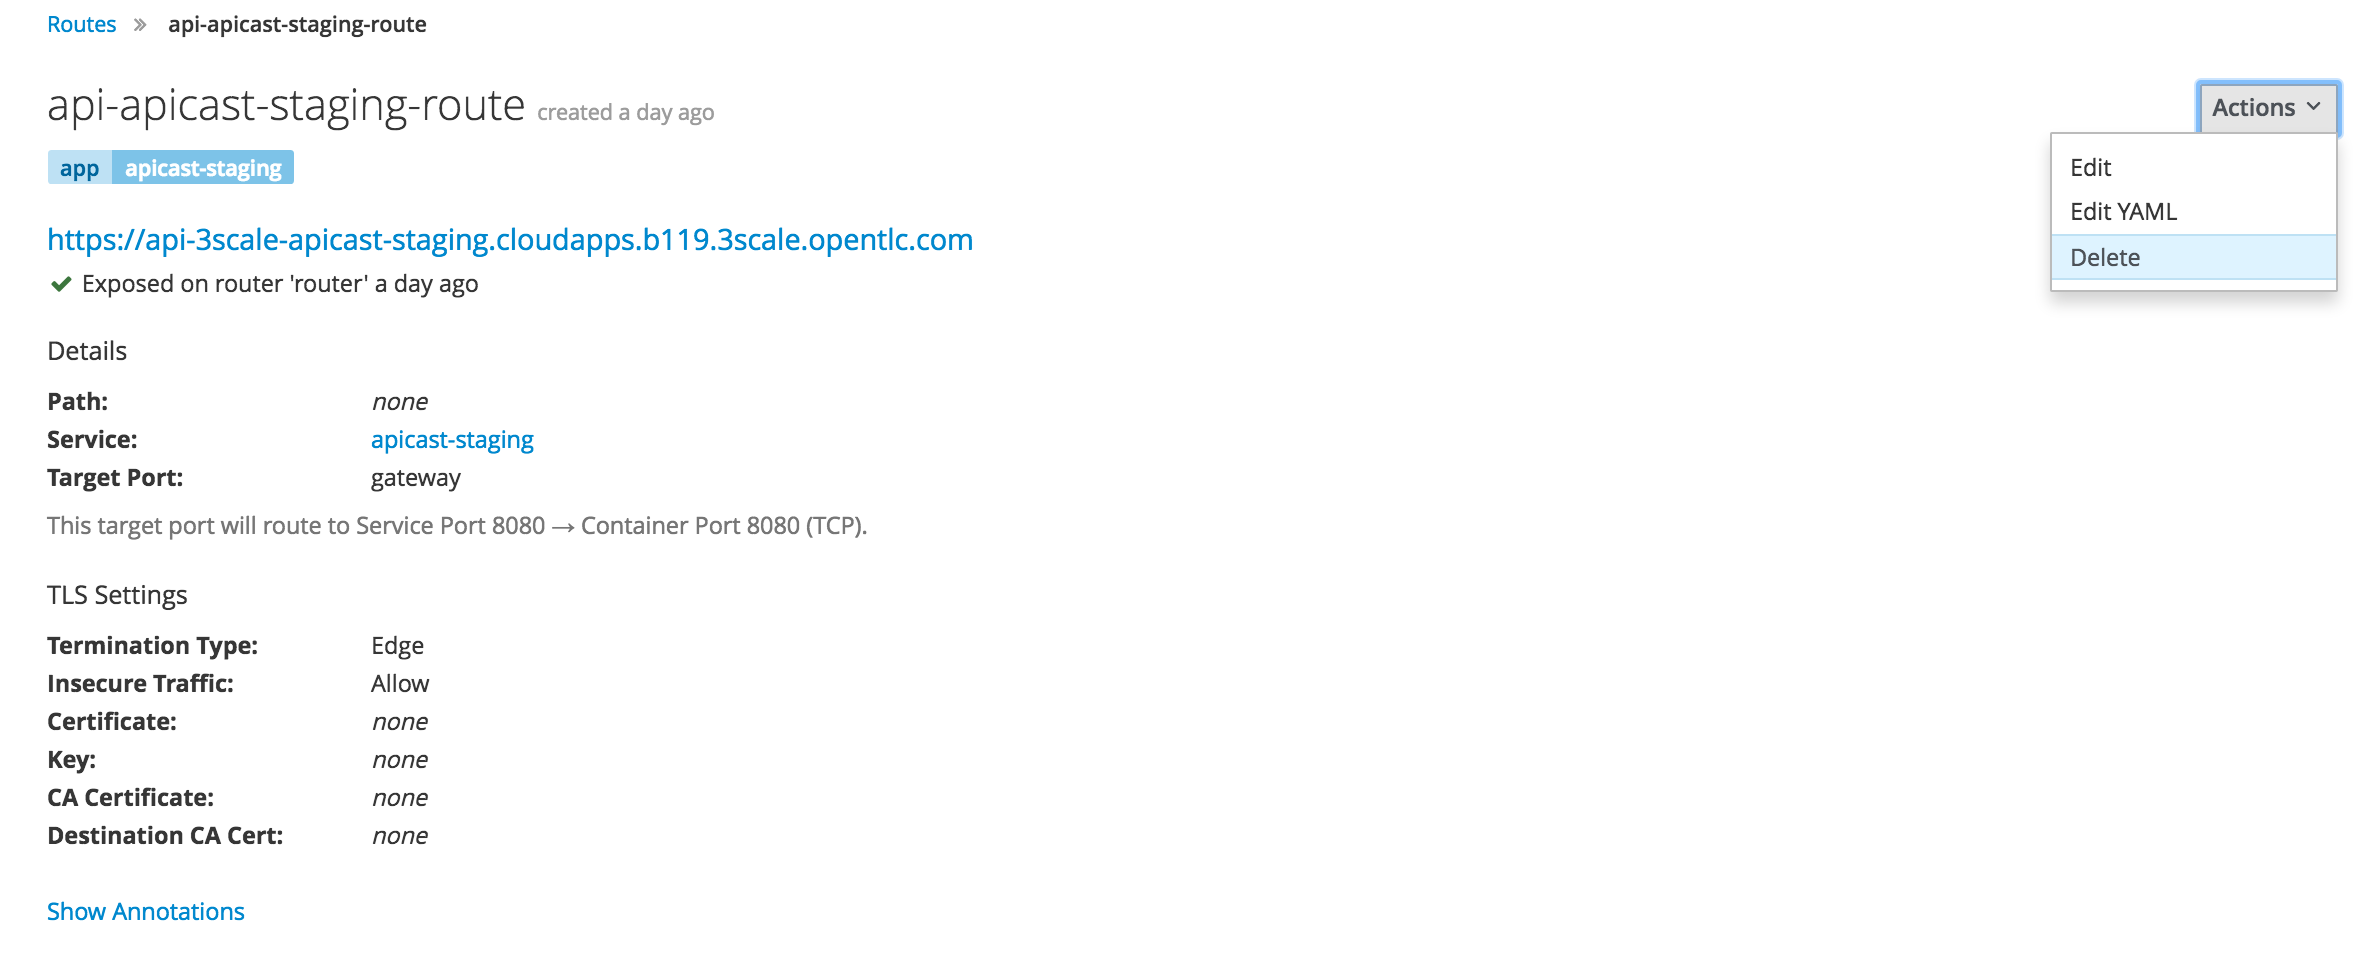 Routes » api-apicast-staging-route
api-apicast-staging-route created a day ago
Actions
app apicast-staging
Edit
Edit YAML
Delete
https://api-3scale-apicast-staging.cloudapps.b119.3scale.opentlc.com
Exposed on router 'router' a day ago
Details
Path: none
Service: apicast-staging
Target Port: gateway
This target port will route to Service Port 8080 → Container Port 8080 (TCP).
TLS Settings
Termination Type: Edge
Insecure Traffic: Allow
Certificate: none
Key: none
CA Certificate: none
Destination CA Cert: none
Show Annotations